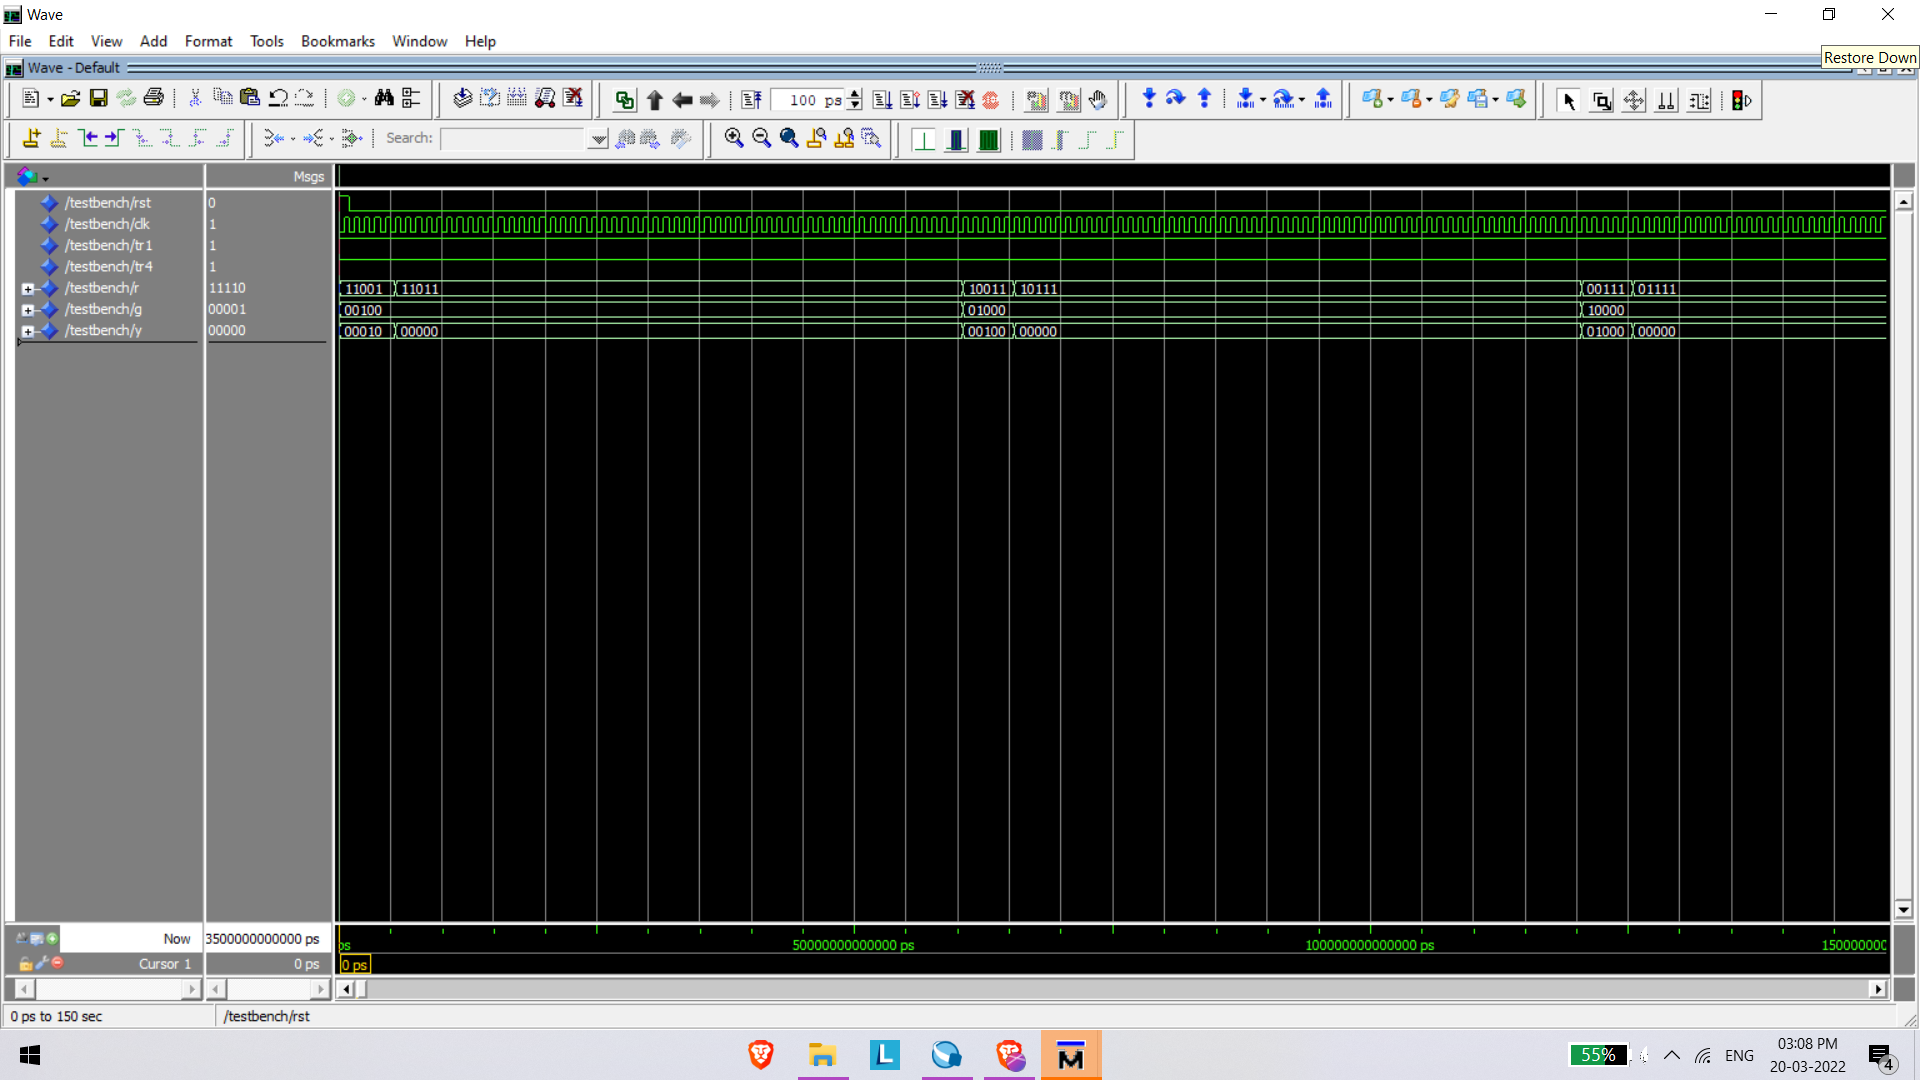 Wave
File Edit View Add Format Tools Bookmarks Window Help
Restore Down
Wave - Default
100 ps
Search:
Msgs
/testbench/rst 0
/testbench/clk 1
/testbench/tr1 1
/testbench/tr4 1
/testbench/r 11110 11001 11011 10011 10111 00111 01111
/testbench/g 00001 00100 01000 10000
/testbench/y 00000 00010 00000 00100 00000 01000 00000
Now 3500000000000 ps ps 50000000000000 ps 100000000000000 ps 150000000
Cursor 1 0 ps 0 ps
0 ps to 150 sec /testbench/rst
L M 55% ENG
03:08 PM
20-03-2022
4